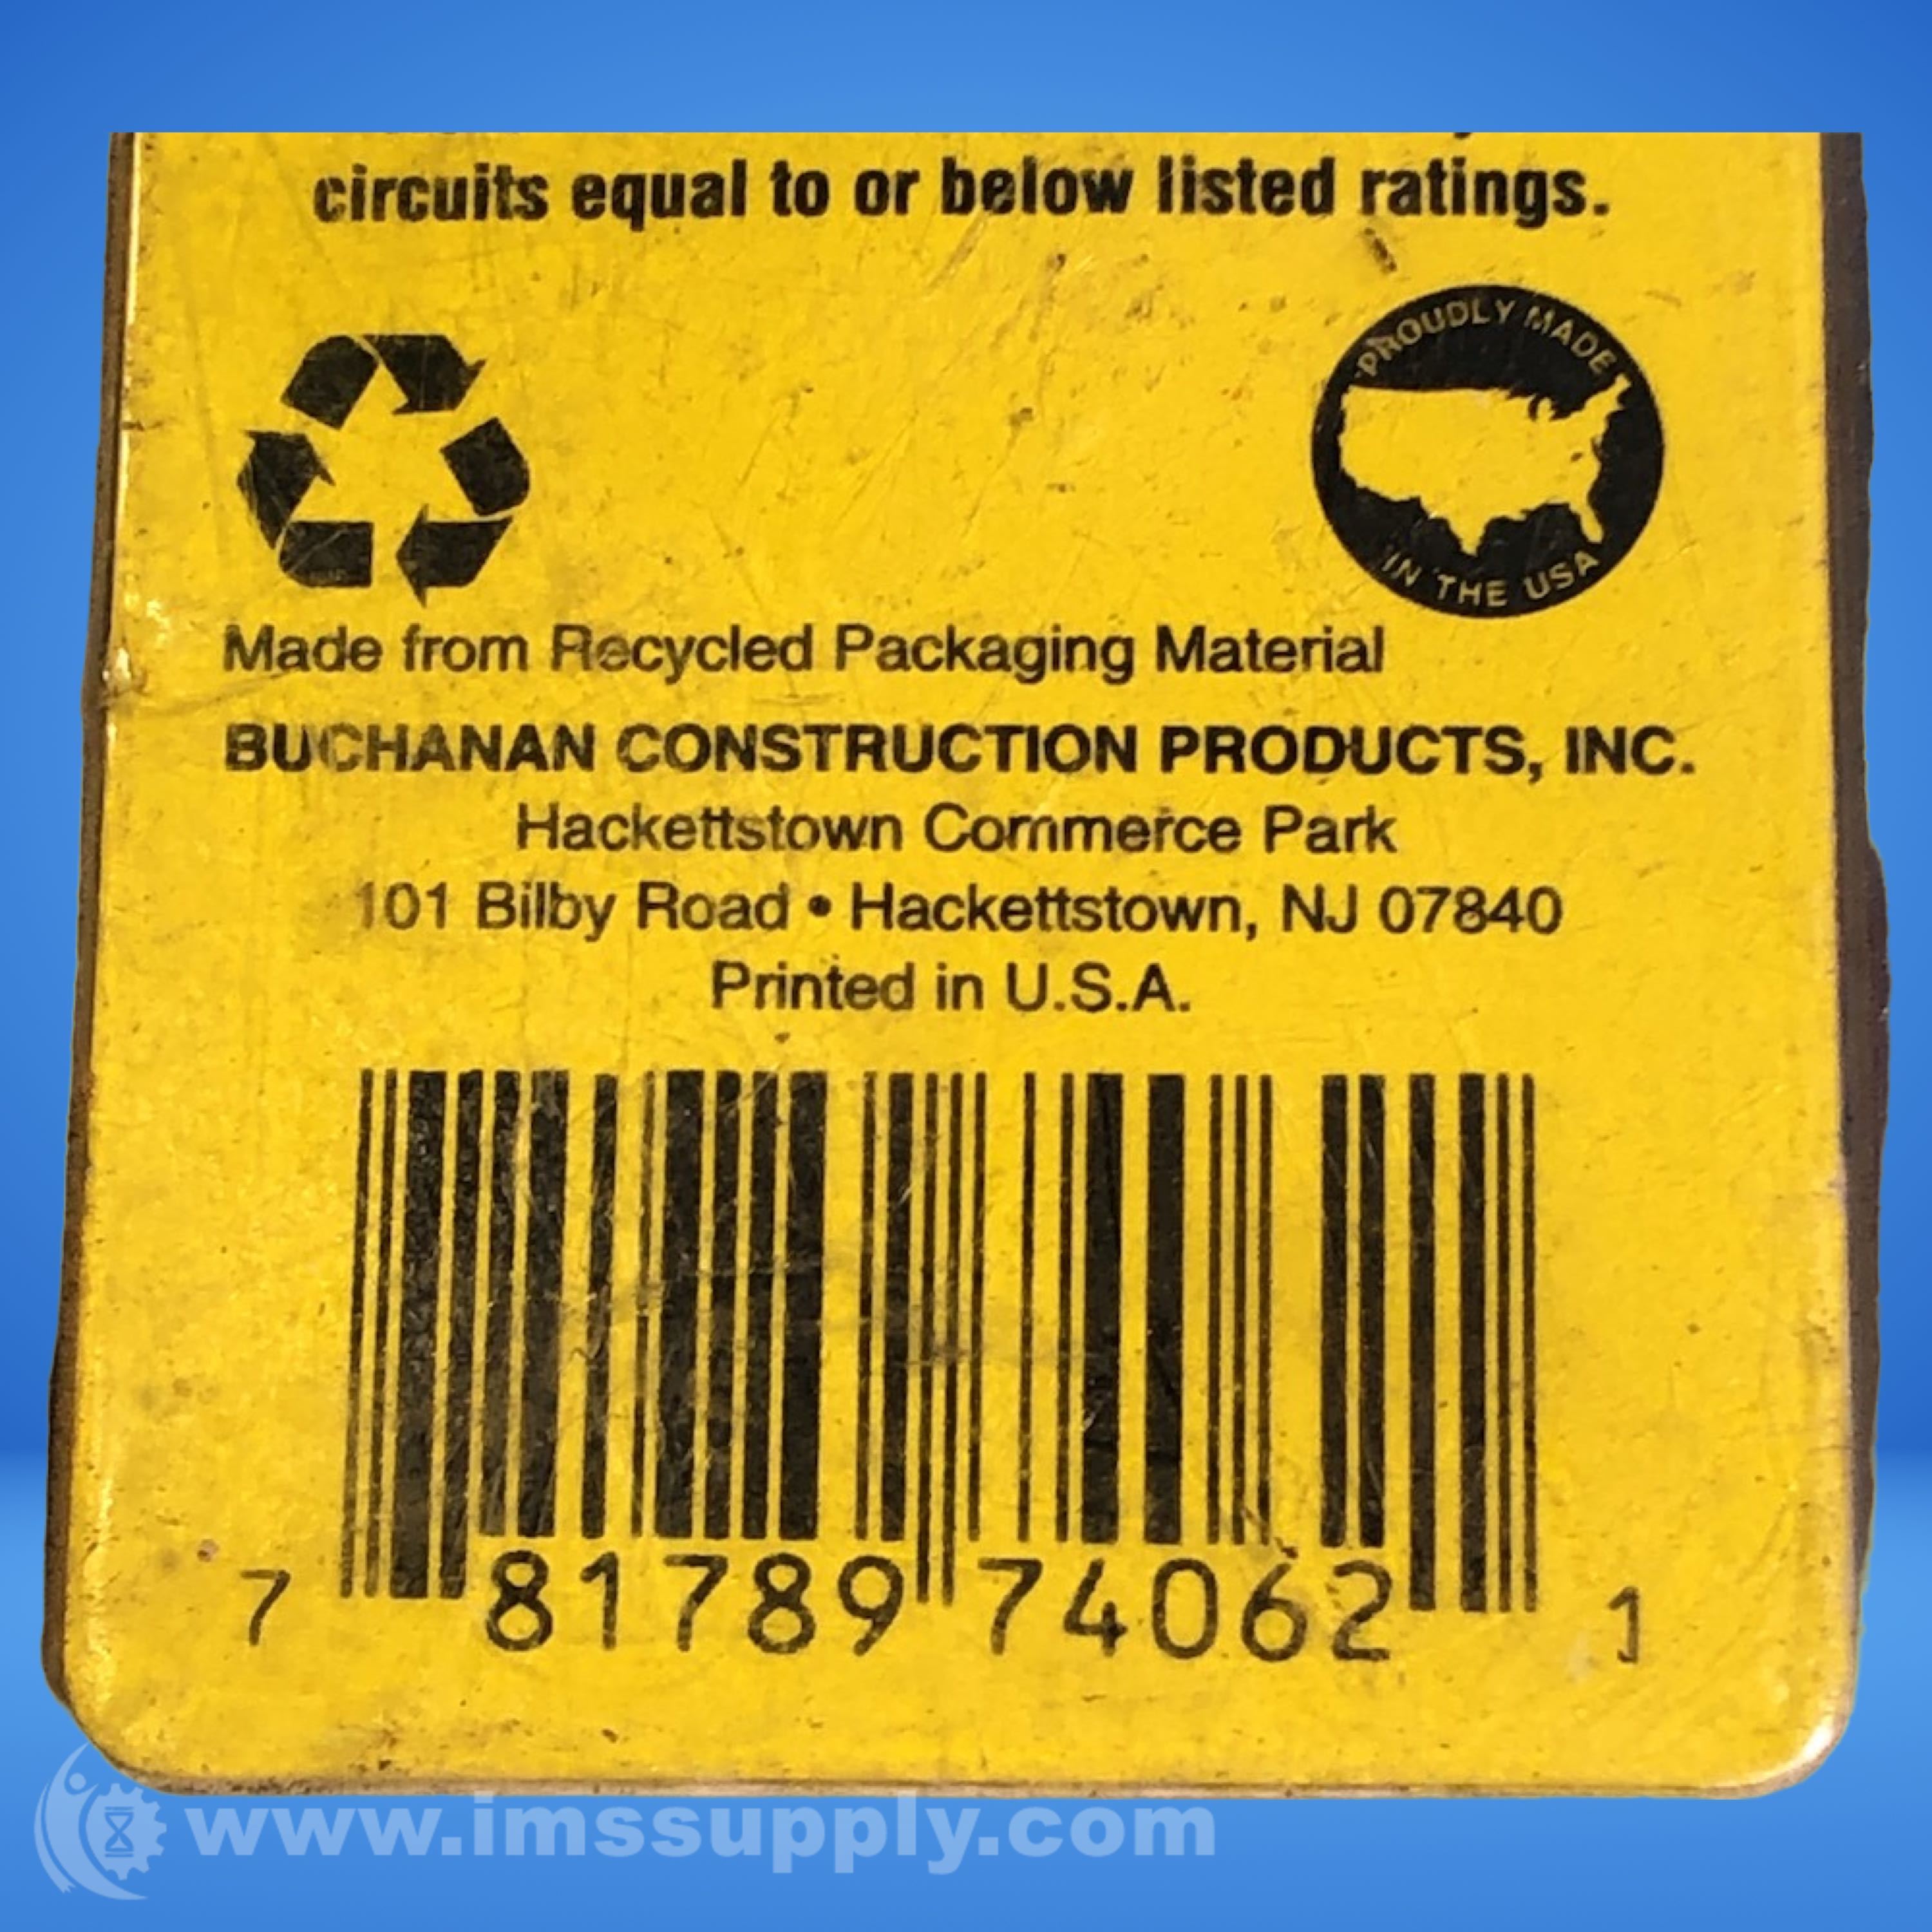 circuits equal to or below listed ratings.
PROUDLY MADE
IN THE USA
Made from Recycled Packaging Material
BUCHANAN CONSTRUCTION PRODUCTS, INC.
Hackettstown Commerce Park
101 Bilby Road • Hackettstown, NJ 07840
Printed in U.S.A.
7 81789 74062 1
www.imssupply.com